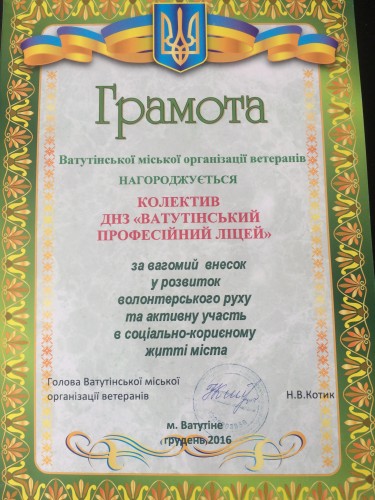 Грамота
Ватутінської міської організації ветеранів
НАГОРОДЖУЄТЬСЯ
КОЛЕКТИВ
ДНЗ «ВАТУТІНСЬКИЙ
ПРОФЕСІЙНИЙ ЛІЦЕЙ»
за вагомий внесок
у розвиток
волонтерського руху
та активну участь
в соціально-кориєному
житті міста
Голова Ватутінської міської
організації ветеранів
Н.В.Котик
м. Ватутіне
грудень,2016